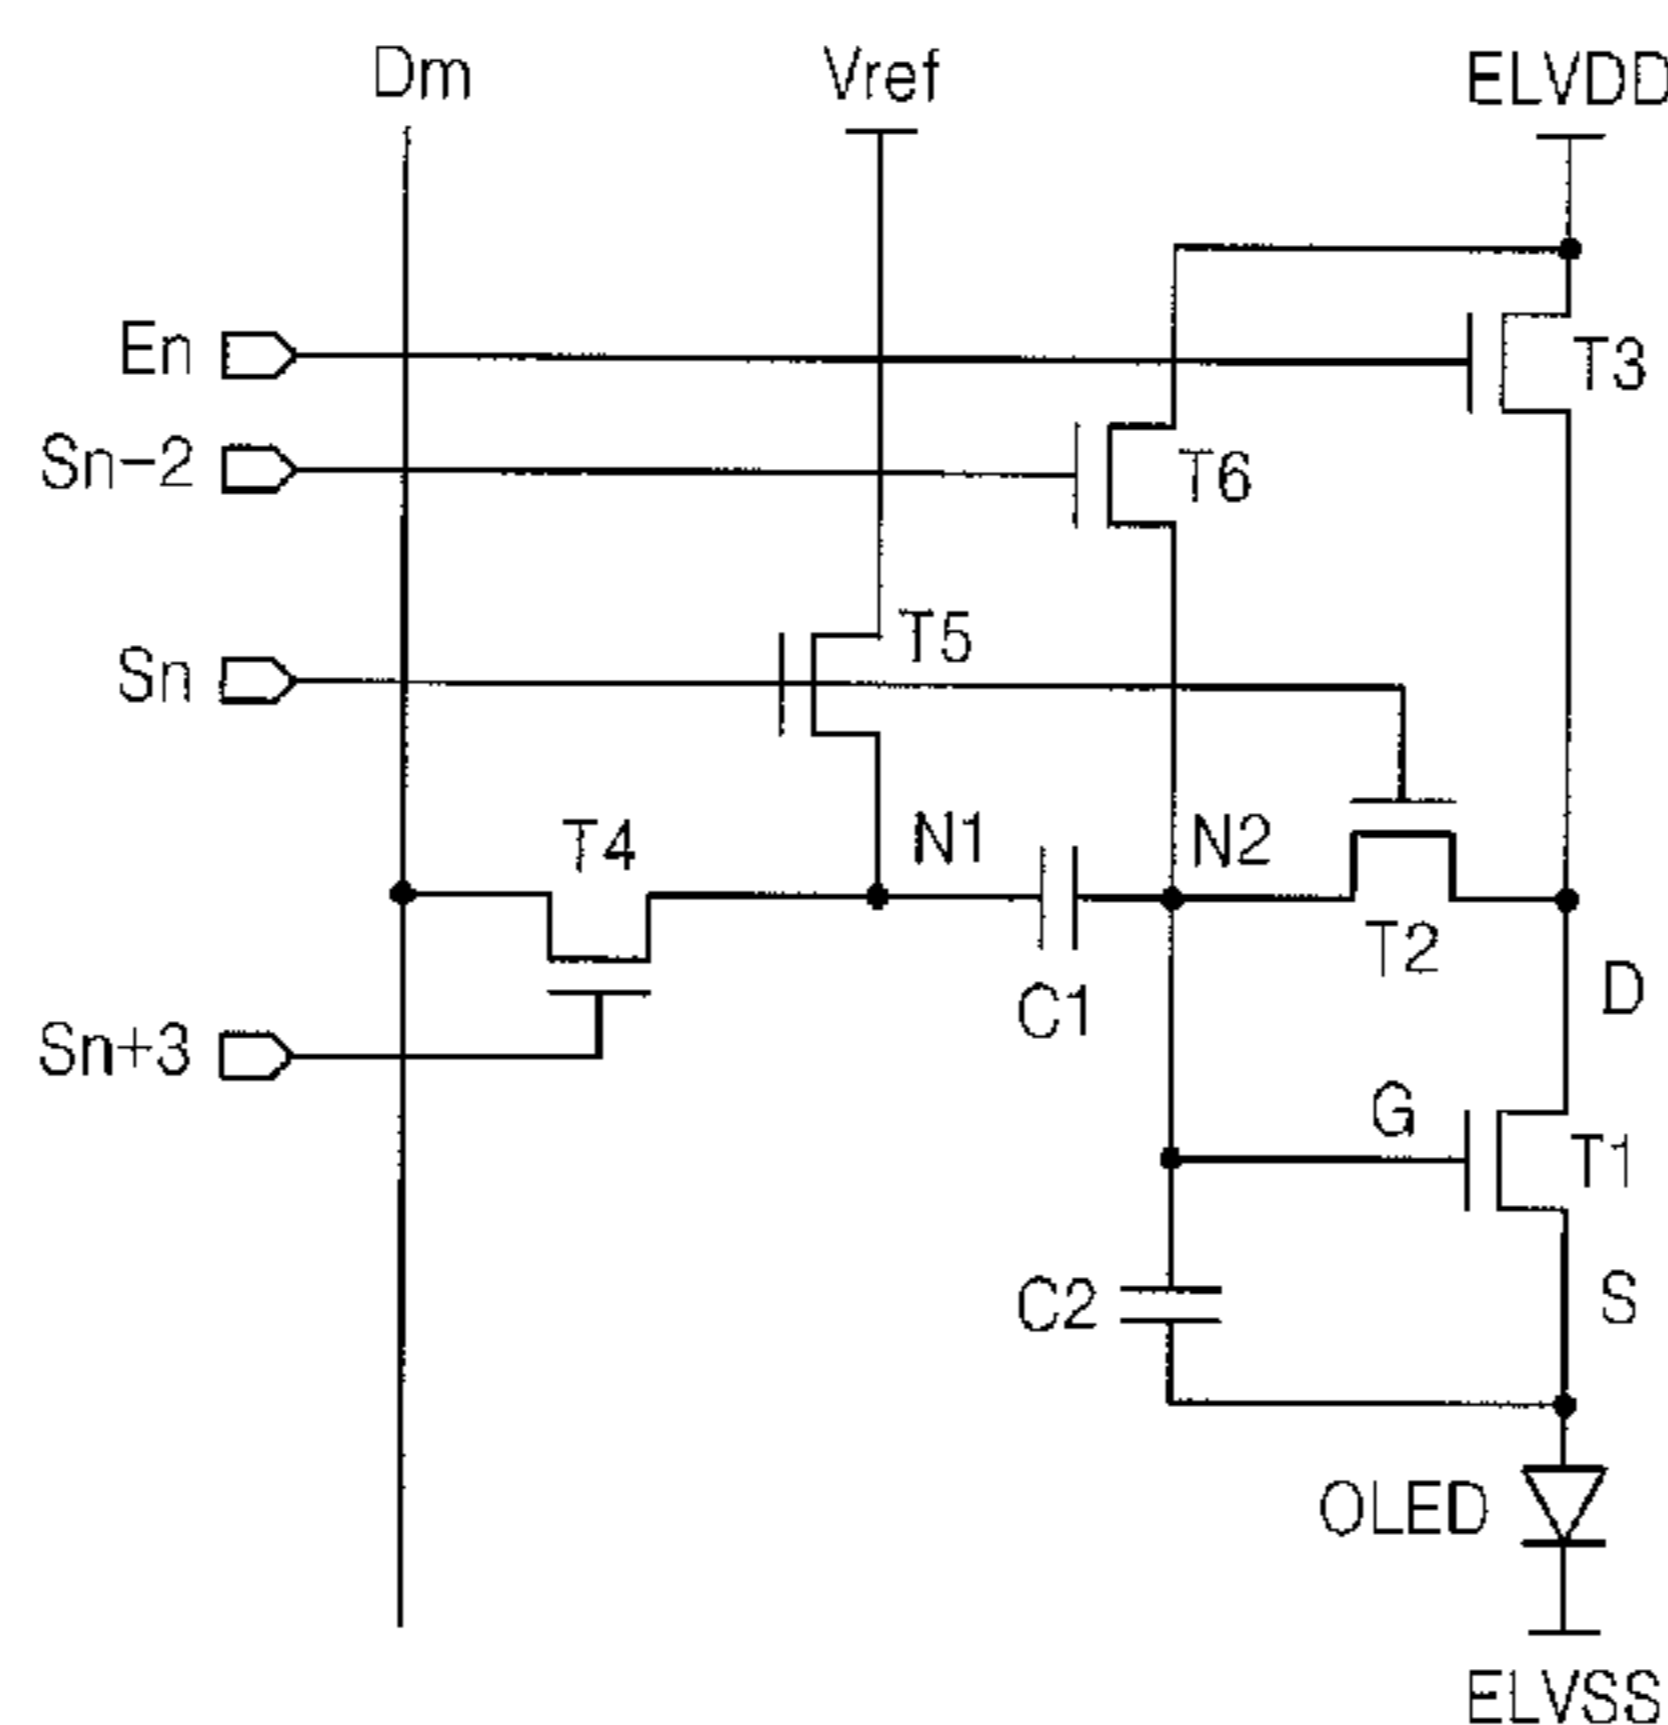 Dm
Vref
ELVDD
En
T3
Sn-2
T6
Sn
T5
T4
N1
N2
T2
C1
D
Sn+3
G
T1
C2
S
OLED
ELVSS